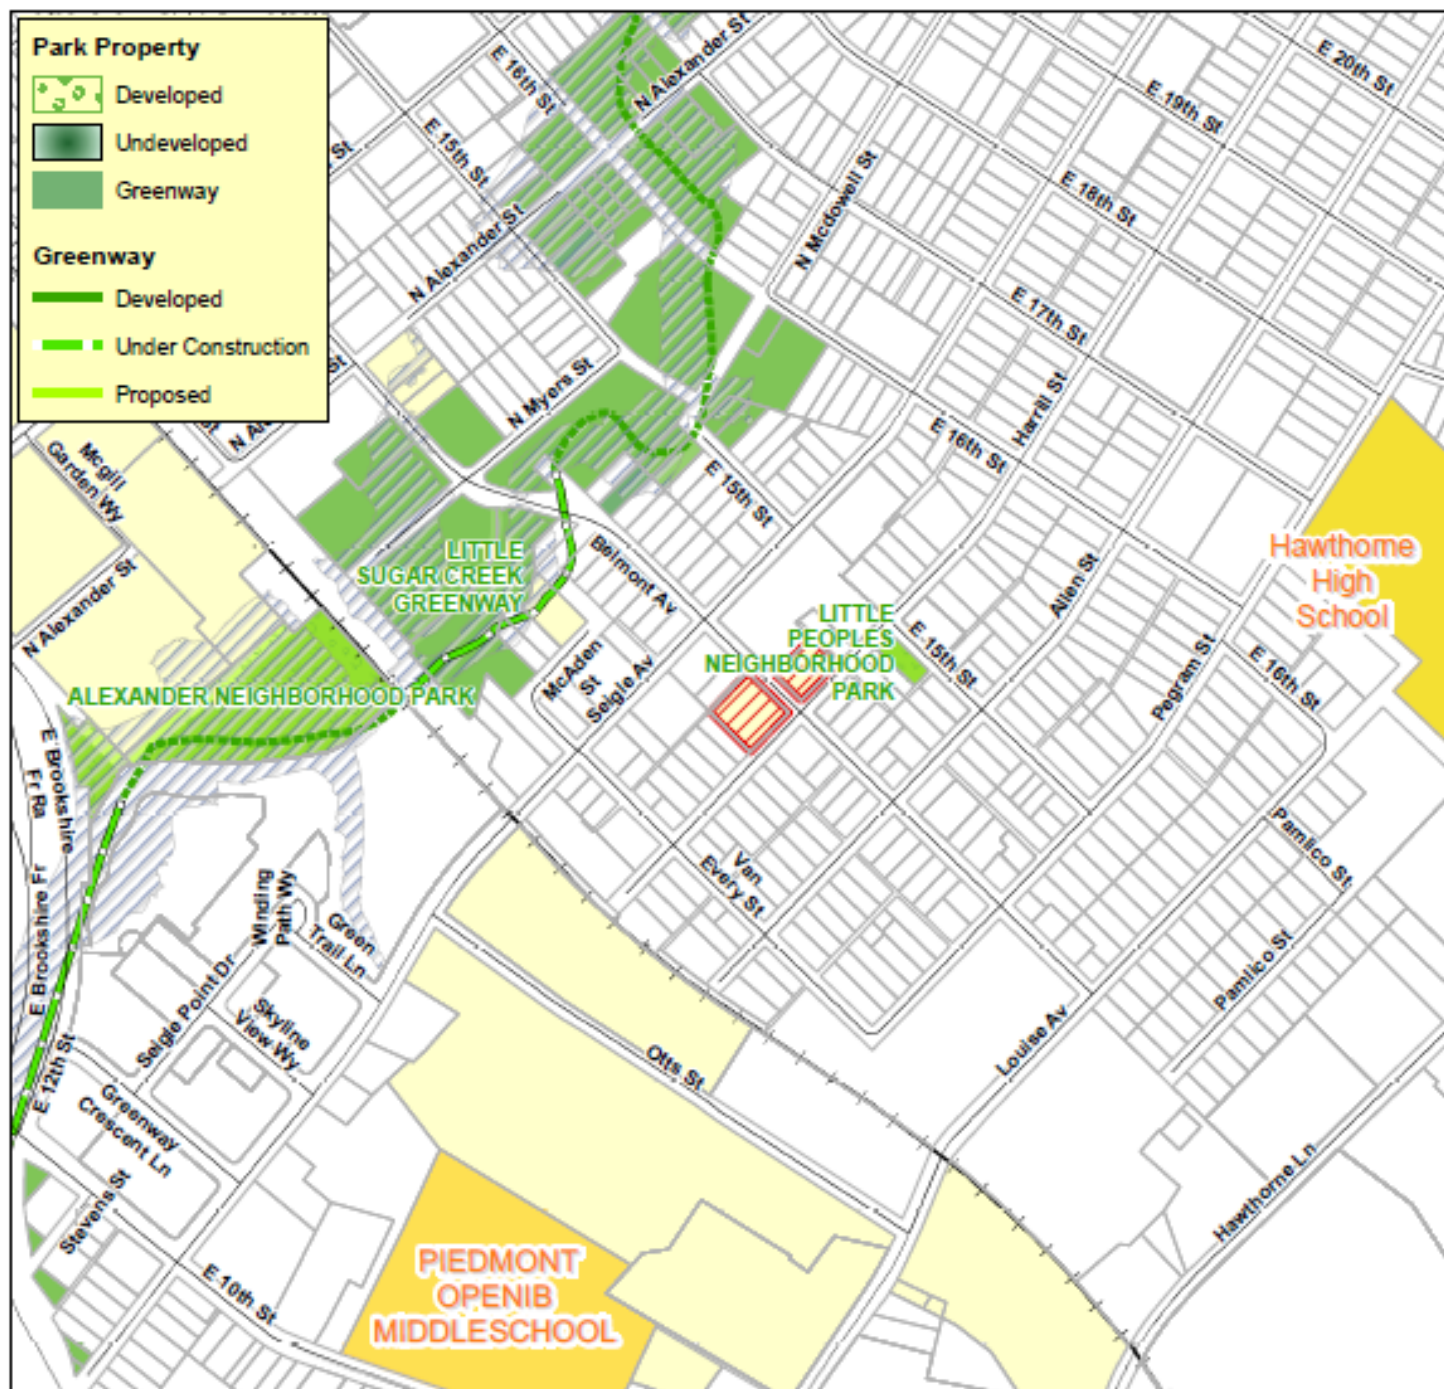 Park Property
Developed
Undeveloped
Greenway
Greenway
Developed
Under Construction
Proposed
E 16th St
N Alexander St
E 20th St
E 19th St
E 15th St
St
E 18th St
N Mcdowell St
N Alexander St
E 17th St
N Myers St
St
Harrill St
E 16th St
Mcgill
Garden Wy
E 15th St
Hawthorne
High
School
LITTLE
SUGAR CREEK
GREENWAY
Belmont Av
Allen St
N Alexander St
LITTLE
PEOPLES
NEIGHBORHOOD
PARK
E 15th St
McAden
St
Seigle Av
E 16th St
Pegram St
ALEXANDER NEIGHBORHOOD PARK
E Brookshire
Fr Ra
Pamlico St
Van
Every St
Winding
Path Wy
Green
Trail Ln
E Brookshire Fr
Seigle Point Dr
Pamlico St
Skyline
View Wy
Louise Av
E 12th St
Otts St
Greenway
Crescent Ln
Hawthorne Ln
Stevens St
E 10th St
PIEDMONT
OPENIB
MIDDLESCHOOL